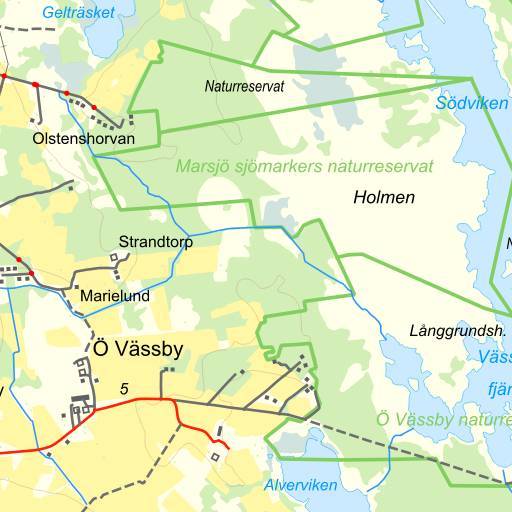 Gelträsket
Naturreservat
Södviken
Olstenshorvan
Marsjö sjömarkers naturreservat
Holmen
Strandtorp
Marielund
Långgrundsh.
Ö Vässby
Väss
fjär
5
Ö Vässby naturre
Alverviken